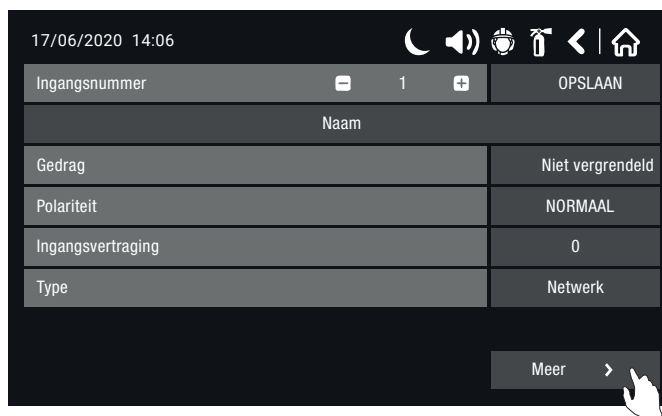 17/06/2020 14:06
Ingangsnummer 1 OPSLAAN
Naam
Gedrag Niet vergrendeld
Polariteit NORMAAL
Ingangsvertraging 0
Type Netwerk
Meer